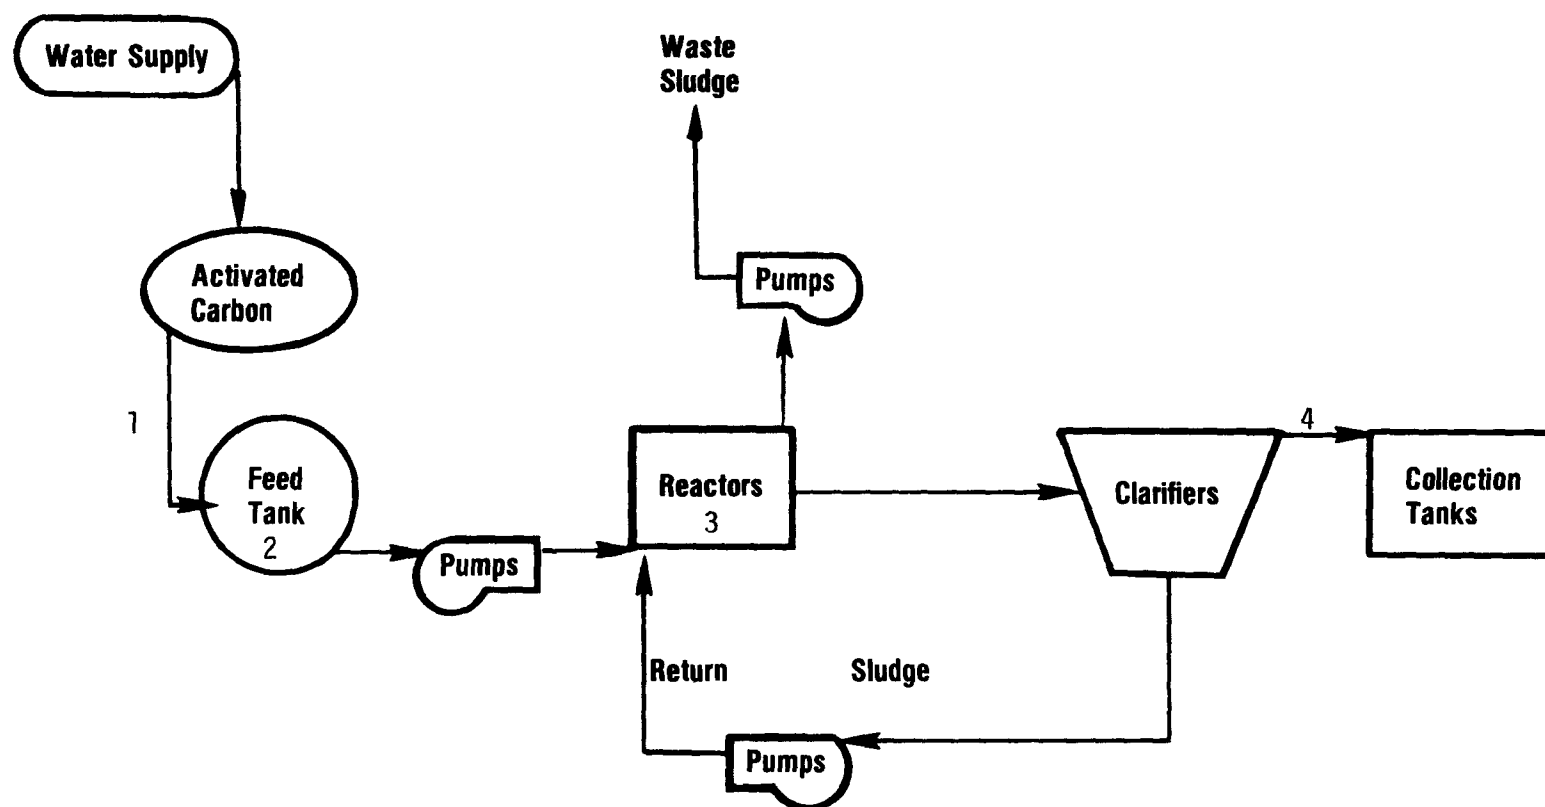 Water Supply
Waste
Sludge
Activated
Carbon
Pumps
1
4
Feed
Tank
2
Pumps
Reactors
3
Clarifiers
Collection
Tanks
Return Sludge
Pumps